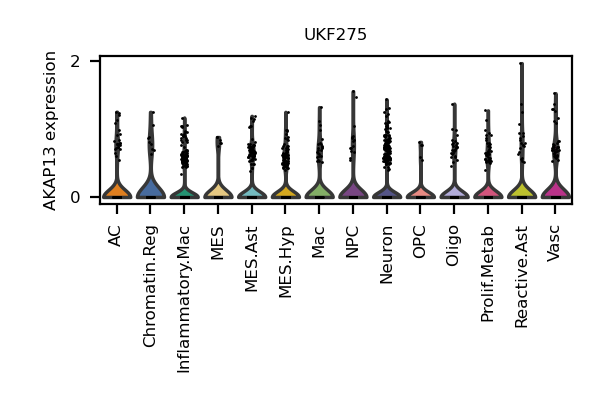 UKF275
AKAP13 expression
2
0
AC
Chromatin.Reg
Inflammatory.Mac
MES
MES.Ast
MES.Hyp
Mac
NPC
Neuron
OPC
Oligo
Prolif.Metab
Reactive.Ast
Vasc